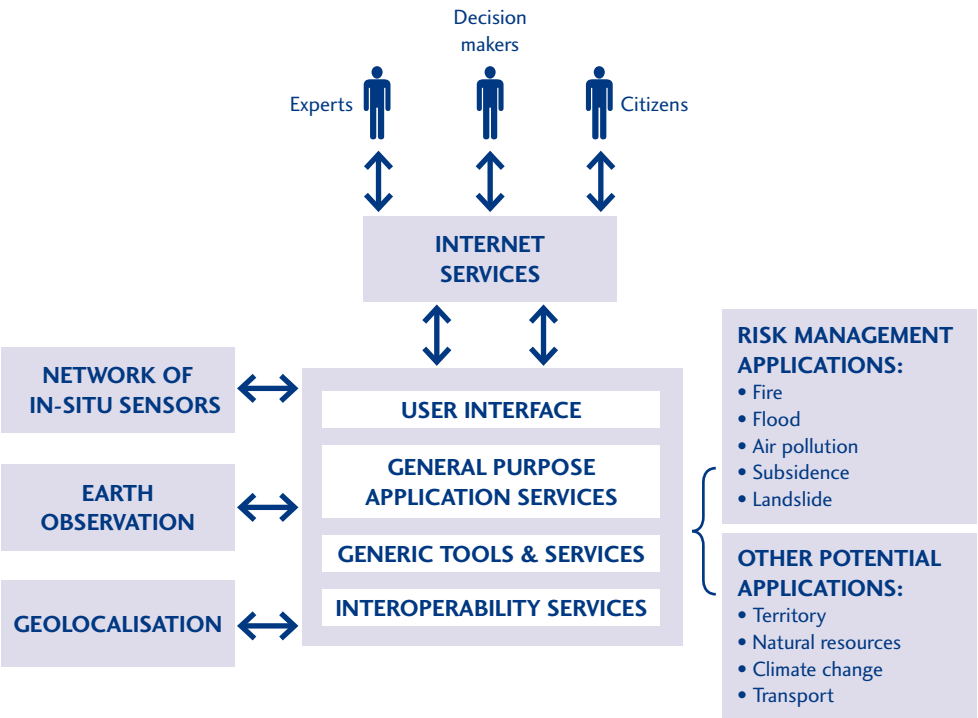 Decision
makers
Experts
Citizens
INTERNET
SERVICES
NETWORK OF
IN-SITU SENSORS
EARTH
OBSERVATION
GEOLOCALISATION
USER INTERFACE
GENERAL PURPOSE
APPLICATION SERVICES
GENERIC TOOLS & SERVICES
INTEROPERABILITY SERVICES
RISK MANAGEMENT
APPLICATIONS:
• Fire
• Flood
• Air pollution
• Subsidence
• Landslide
OTHER POTENTIAL
APPLICATIONS:
• Territory
• Natural resources
• Climate change
• Transport